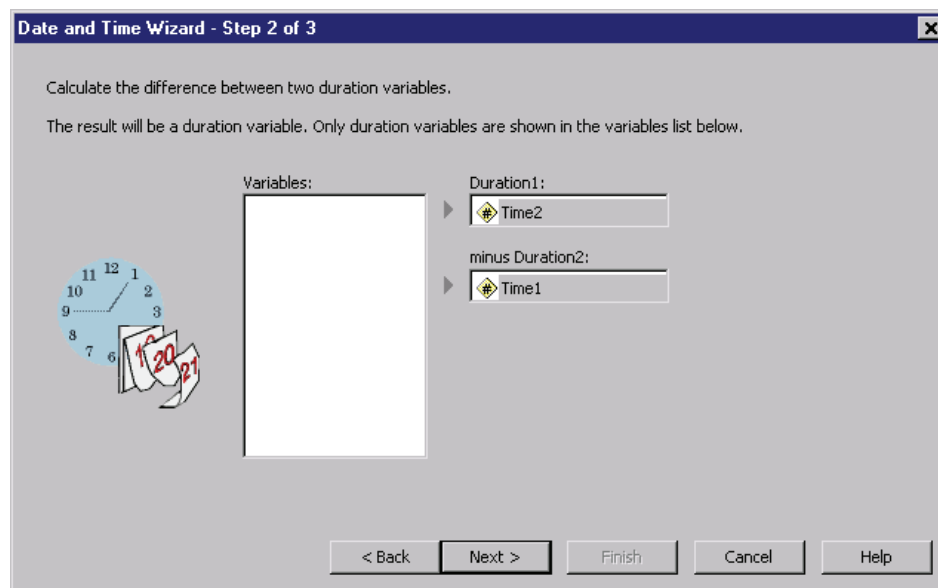 Date and Time Wizard - Step 2 of 3
Calculate the difference between two duration variables.
The result will be a duration variable. Only duration variables are shown in the variables list below.
Variables:
Duration1:
# Time2
minus Duration2:
# Time1
11 12 1
10 2
9 3
8
7 6
19 20 21
< Back Next > Finish Cancel Help